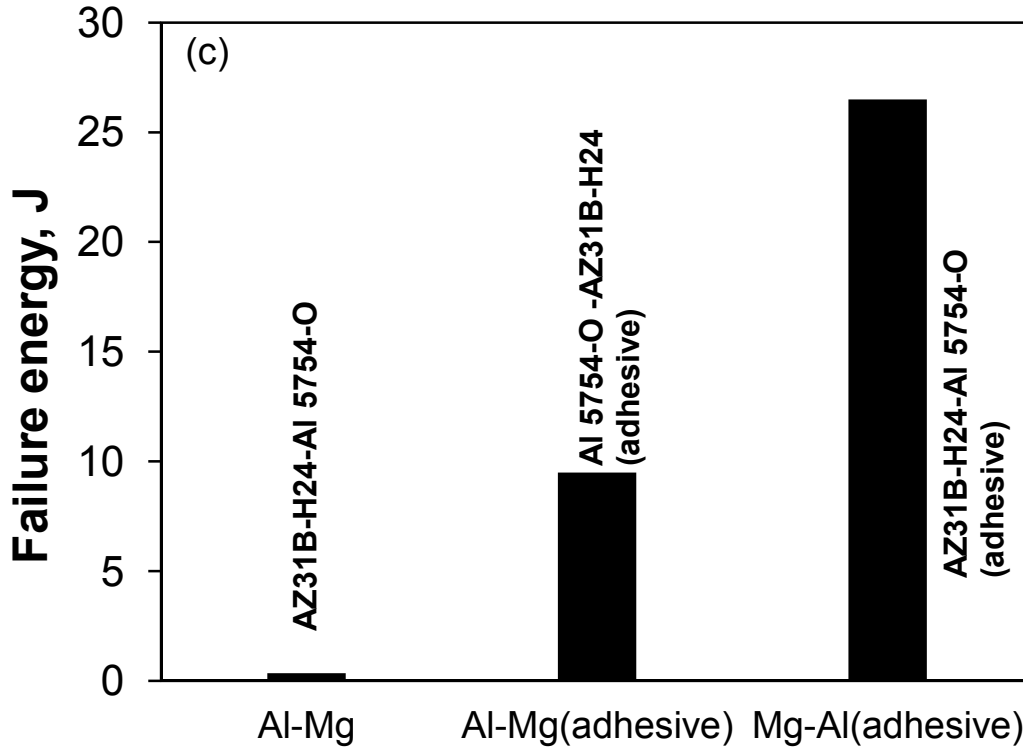 (c)
Failure energy, J
30
25
20
15
10
5
0
AZ31B-H24-Al 5754-O
Al 5754-O -AZ31B-H24
(adhesive)
AZ31B-H24-Al 5754-O
(adhesive)
Al-Mg
Al-Mg(adhesive)
Mg-Al(adhesive)